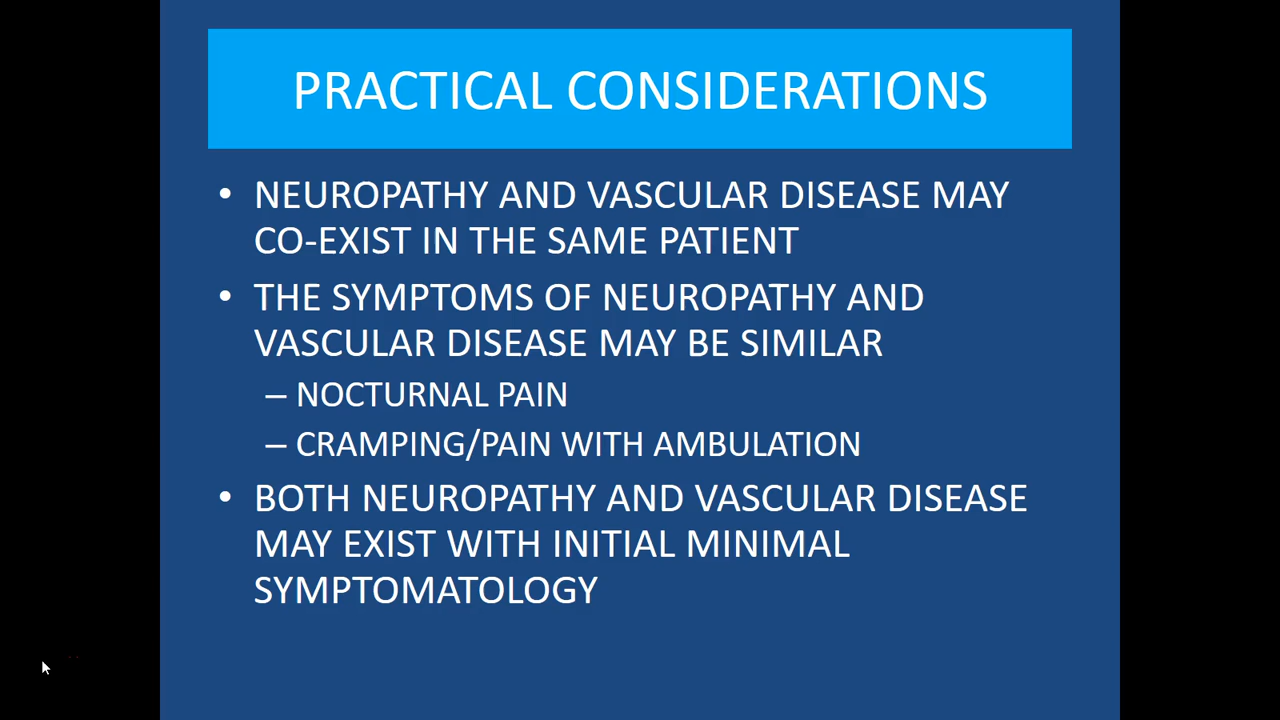 PRACTICAL CONSIDERATIONS
• NEUROPATHY AND VASCULAR DISEASE MAY
CO-EXIST IN THE SAME PATIENT
• THE SYMPTOMS OF NEUROPATHY AND
VASCULAR DISEASE MAY BE SIMILAR
– NOCTURNAL PAIN
– CRAMPING/PAIN WITH AMBULATION
• BOTH NEUROPATHY AND VASCULAR DISEASE
MAY EXIST WITH INITIAL MINIMAL
SYMPTOMATOLOGY